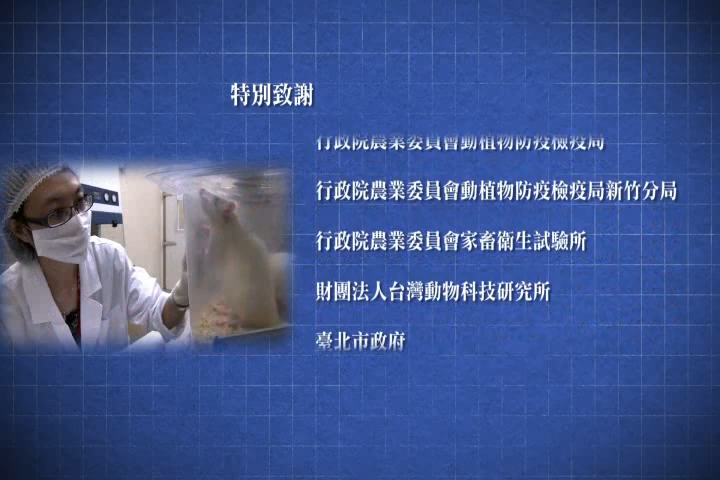 特別致謝
行政院農業委員會動植物防疫檢疫局
行政院農業委員會動植物防疫檢疫局新竹分局
行政院農業委員會家畜衛生試驗所
財團法人台灣動物科技研究所
臺北市政府